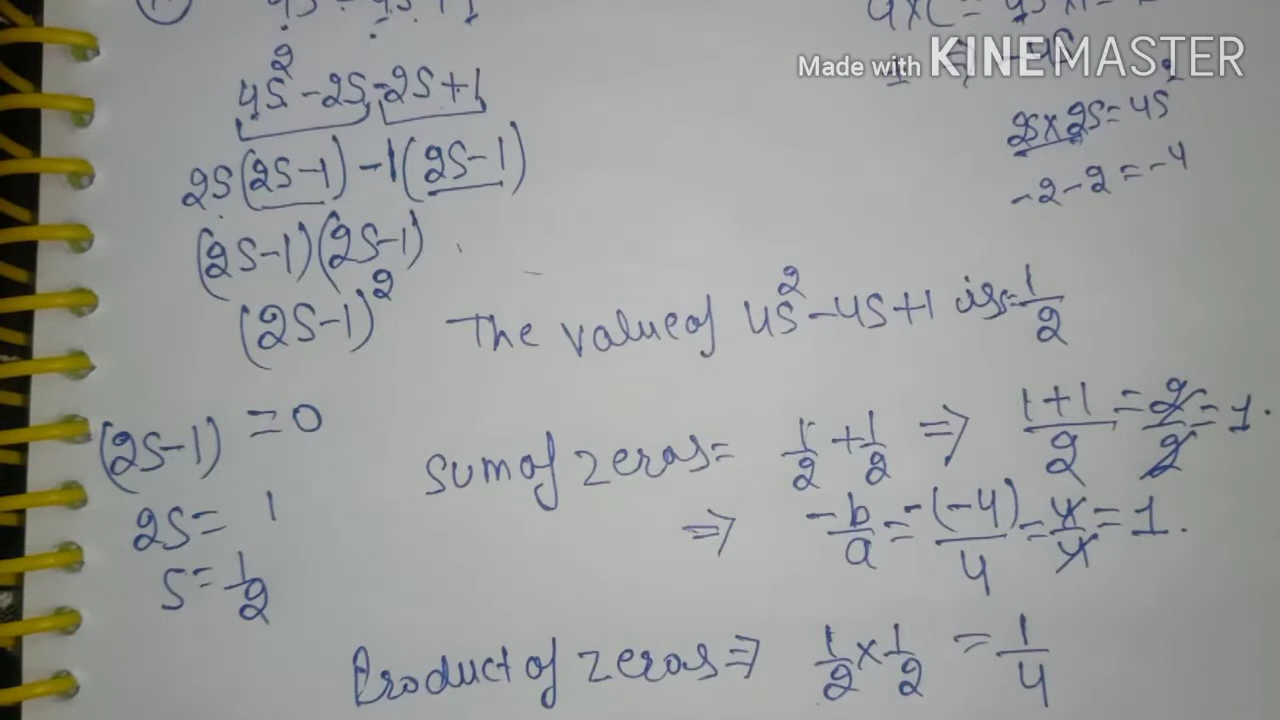 Made with KINEMASTER
4S² - 2S - 2S + 1
2S × 2S = 4S²
2S(2S - 1) - 1(2S - 1)
-2 - 2 = -4
(2S - 1)(2S - 1)
(2S - 1)²
The value of 4S² - 4S + 1 is = 1/2
(2S - 1) = 0
2S = 1
S = 1/2
Sum of zeros = 1/2 + 1/2 ⇒ 1+1/2 = 2/2 = 1.
⇒ -b/a = -(-4)/4 = 4/4 = 1.
Product of zeros ⇒ 1/2 × 1/2 = 1/4